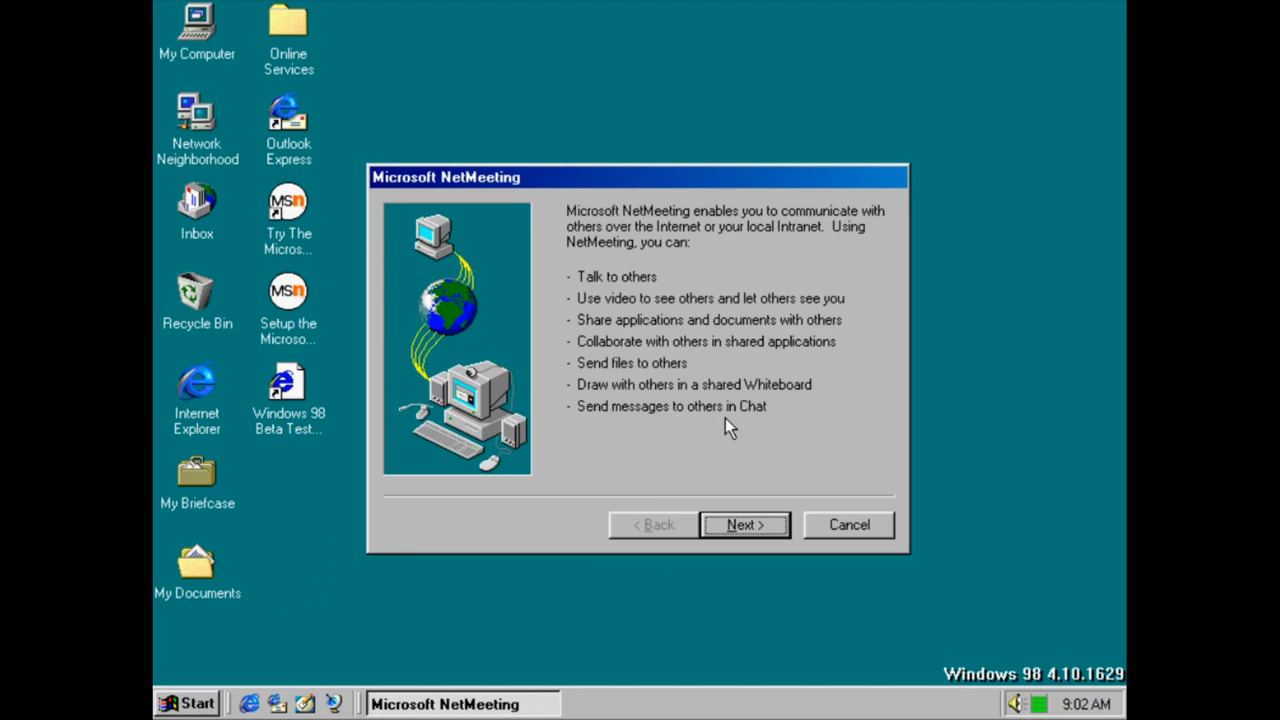 My Computer
Online
Services
Network
Neighborhood
Outlook
Express
Inbox
MSn
Try The
Micros...
Recycle Bin
MSn
Setup the
Microso...
Internet
Explorer
Windows 98
Beta Test...
My Briefcase
My Documents
Microsoft NetMeeting
Microsoft NetMeeting enables you to communicate with
others over the Internet or your local Intranet. Using
NetMeeting, you can:
- Talk to others
- Use video to see others and let others see you
- Share applications and documents with others
- Collaborate with others in shared applications
- Send files to others
- Draw with others in a shared Whiteboard
- Send messages to others in Chat
< Back
Next >
Cancel
Windows 98 4.10.1629
Start
Microsoft NetMeeting
9:02 AM